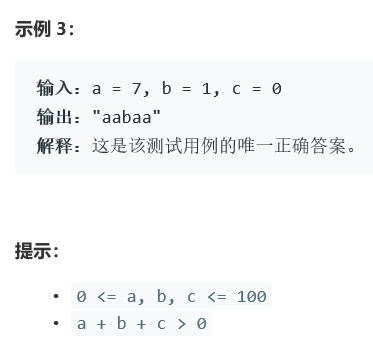 示例 3：
输入：a = 7, b = 1, c = 0
输出："aabaa"
解释：这是该测试用例的唯一正确答案。
提示：
• 0 <= a, b, c <= 100
• a + b + c > 0